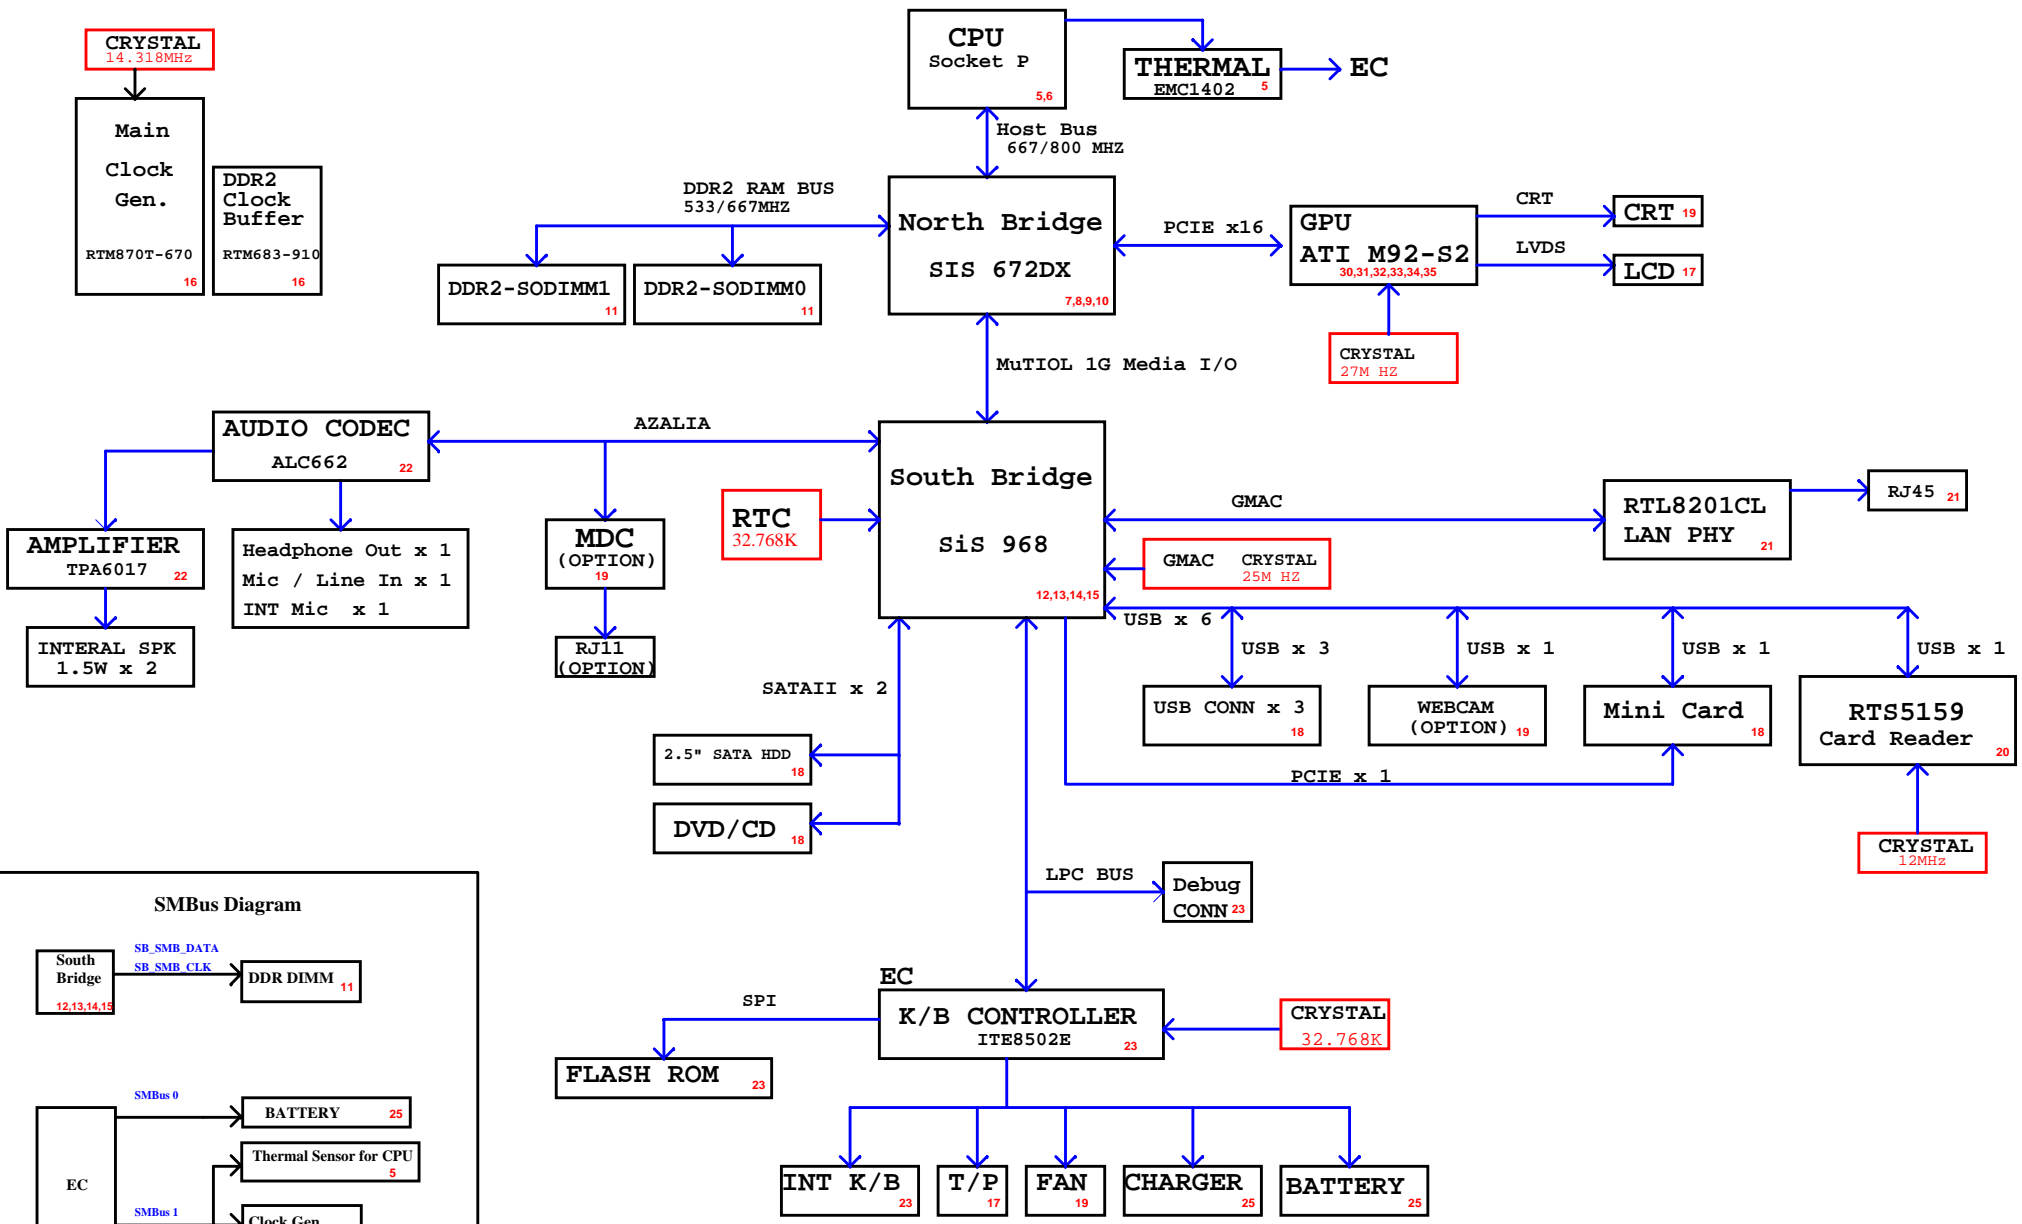 CRYSTAL
14.318MHz
Main
Clock
Gen.
RTM870T-670
16
DDR2
Clock
Buffer
RTM683-910
16
CPU
Socket P
5,6
THERMAL
EMC1402
5
EC
Host Bus
667/800 MHZ
DDR2 RAM BUS
533/667MHZ
North Bridge
SIS 672DX
7,8,9,10
DDR2-SODIMM1
11
DDR2-SODIMM0
11
PCIE x16
GPU
ATI M92-S2
30,31,32,33,34,35
CRT
CRT 19
LVDS
LCD 17
CRYSTAL
27M HZ
MuTIOL 1G Media I/O
AUDIO CODEC
ALC662
22
AZALIA
South Bridge
SiS 968
12,13,14,15
RTC
32.768K
AMPLIFIER
TPA6017
22
Headphone Out x 1
Mic / Line In x 1
INT Mic x 1
INTERAL SPK
1.5W x 2
MDC
(OPTION)
19
RJ11
(OPTION)
GMAC
RTL8201CL
LAN PHY
21
RJ45 21
GMAC CRYSTAL
25M HZ
USB x 6
USB x 3
USB x 1
USB x 1
USB x 1
USB CONN x 3
18
WEBCAM
(OPTION) 19
Mini Card
18
RTS5159
Card Reader
20
PCIE x 1
CRYSTAL
12MHz
SATAII x 2
2.5" SATA HDD
18
DVD/CD
18
LPC BUS
Debug
CONN 23
EC
K/B CONTROLLER
ITE8502E
23
CRYSTAL
32.768K
SPI
FLASH ROM
23
INT K/B
23
T/P
17
FAN
19
CHARGER
25
BATTERY
25
SMBus Diagram
South
Bridge
12,13,14,15
SB_SMB_DATA
SB_SMB_CLK
DDR DIMM 11
EC
SMBus 0
BATTERY 25
Thermal Sensor for CPU
5
SMBus 1
Clock Gen